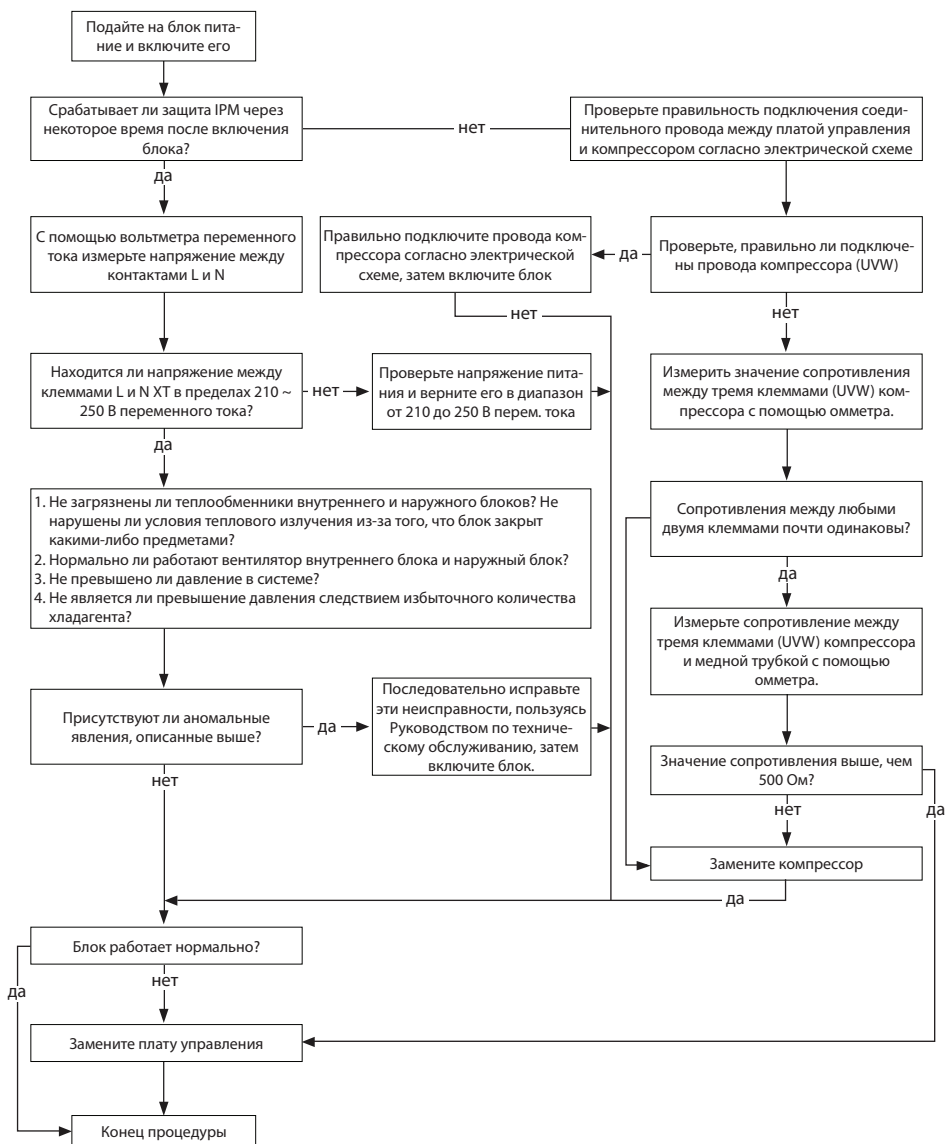 Подайте на блок пита-
ние и включите его
Срабатывает ли защита IPM через
некоторое время после включения
блока?
нет
Проверьте правильность подключения соеди-
нительного провода между платой управления
и компрессором согласно электрической схеме
да
С помощью вольтметра переменного
тока измерьте напряжение между
контактами L и N
Правильно подключите провода ком-
прессора согласно электрической
схеме, затем включите блок
да
Проверьте, правильно ли подключе-
ны провода компрессора (UVW)
нет
нет
Находится ли напряжение между
клеммами L и N XT в пределах 210 ~
250 В переменного тока?
нет
Проверьте напряжение питания
и верните его в диапазон
от 210 до 250 В перем. тока
Измерить значение сопротивления
между тремя клеммами (UVW) ком-
прессора с помощью омметра.
да
1. Не загрязнены ли теплообменники внутреннего и наружного блоков? Не
нарушены ли условия теплового излучения из-за того, что блок закрыт
какими-либо предметами?
2. Нормально ли работают вентилятор внутреннего блока и наружный блок?
3. Не превышено ли давление в системе?
4. Не является ли превышение давления следствием избыточного количества
хладагента?
Сопротивления между любыми
двумя клеммами почти одинаковы?
да
Измерьте сопротивление между
тремя клеммами (UVW) компрессора
и медной трубкой с помощью
омметра.
Присутствуют ли аномальные
явления, описанные выше?
да
Последовательно исправьте
эти неисправности, пользуясь
Руководством по техниче-
скому обслуживанию, затем
включите блок.
нет
Значение сопротивления выше, чем
500 Ом?
нет
да
Замените компрессор
да
Блок работает нормально?
да
нет
Замените плату управления
Конец процедуры